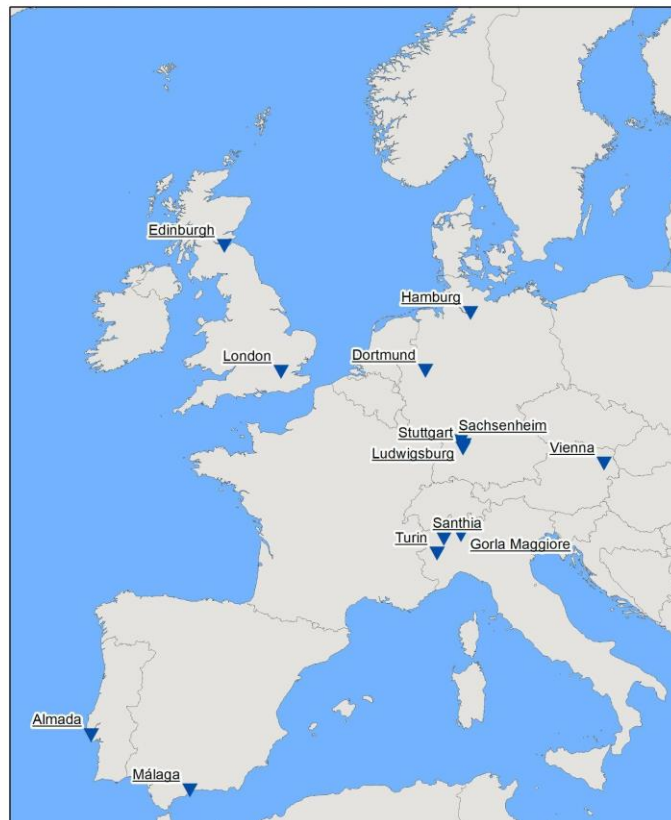 Edinburgh
Hamburg
London
Dortmund
Stuttgart
Sachsenheim
Ludwigsburg
Vienna
Santhia
Turin
Gorla Maggiore
Almada
Málaga